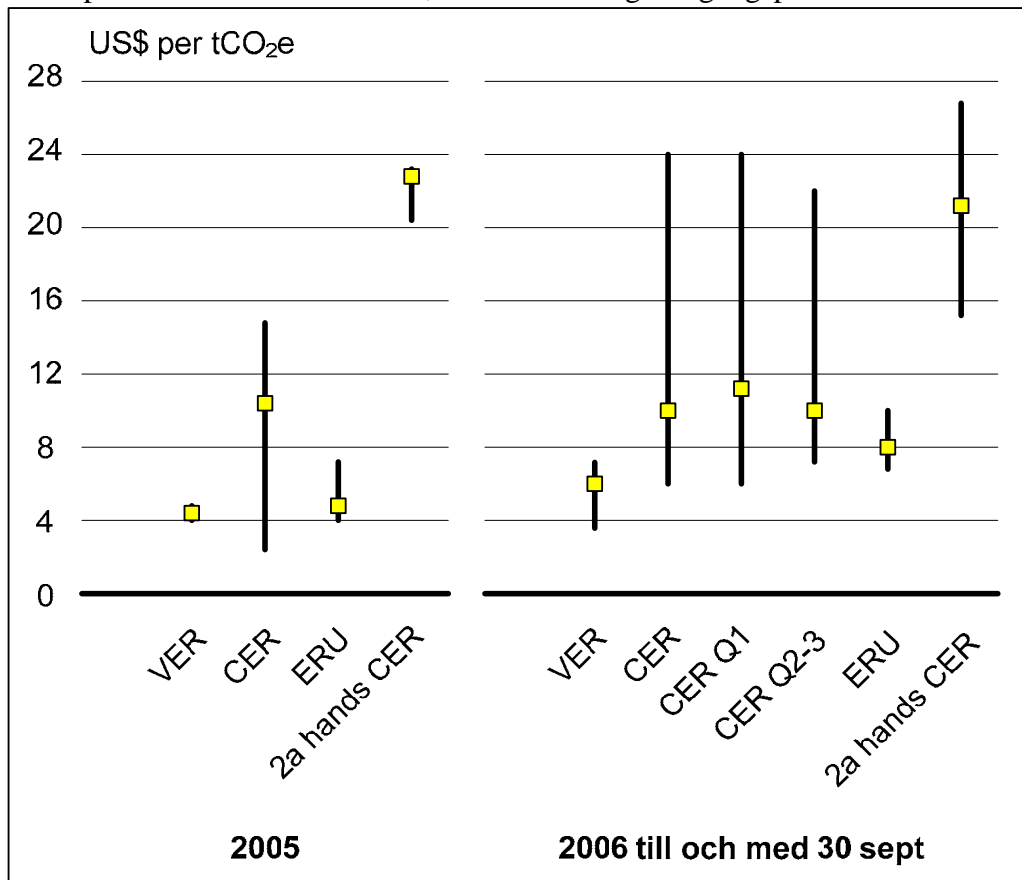 US$ per tCO₂e
28
24
20
16
12
8
4
0
VER
CER
ERU
2a hands CER
VER
CER
CER Q1
CER Q2-3
ERU
2a hands CER
2005
2006 till och med 30 sept